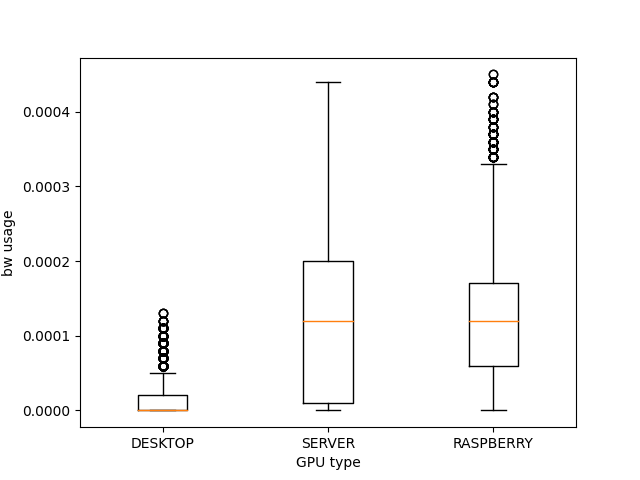 0.0004
0.0003
0.0002
0.0001
0.0000
bw usage
DESKTOP
SERVER
RASPBERRY
GPU type